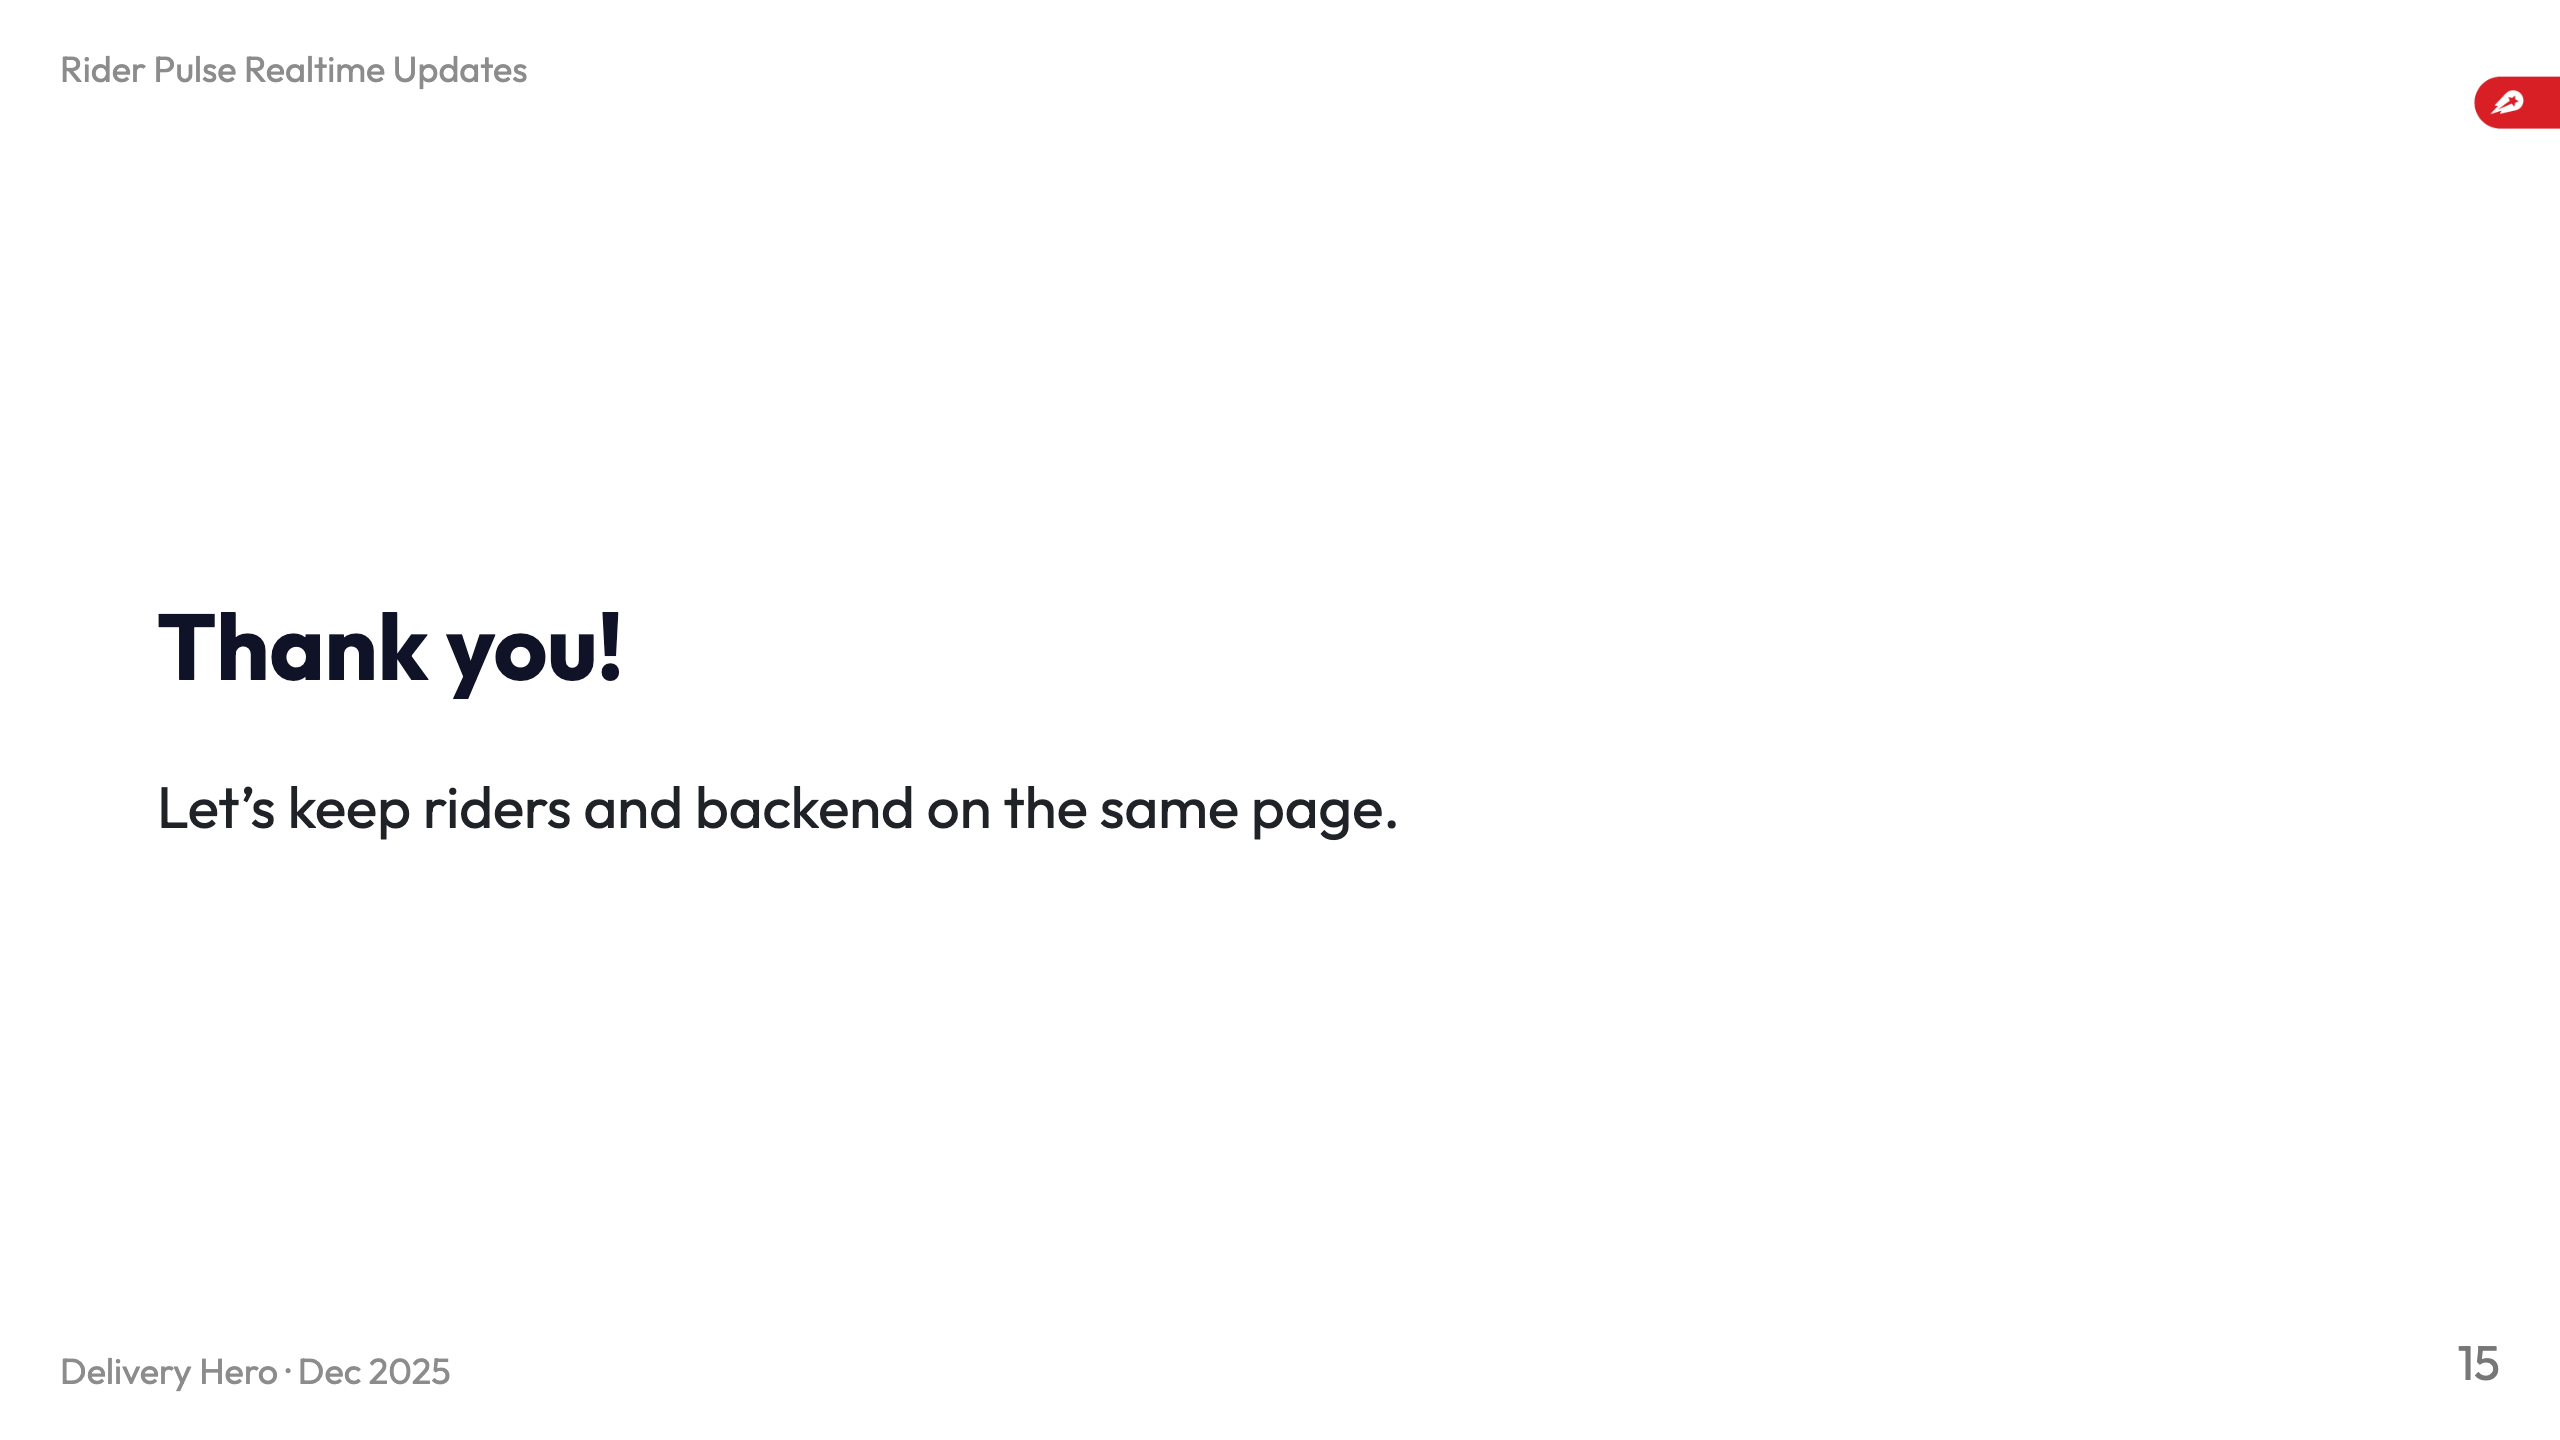 Rider Pulse Realtime Updates
Thank you!
Let’s keep riders and backend on the same page.
Delivery Hero · Dec 2025
15